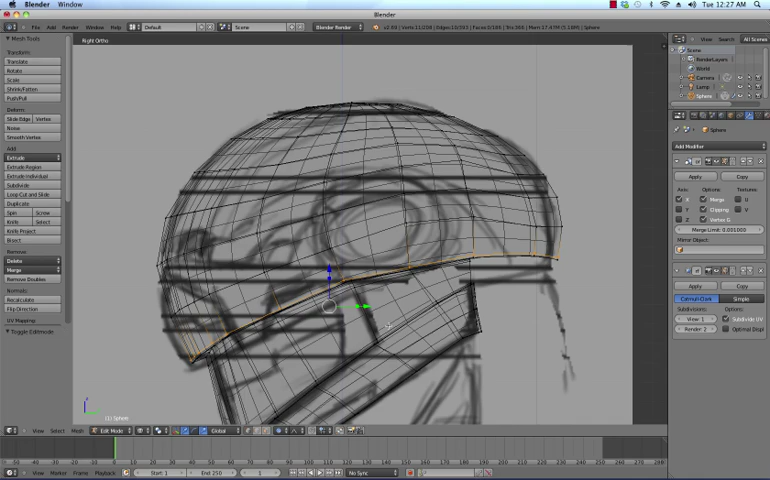 Blender Window
Tue 12:27 AM
Blender
File Add Render Window Help
Default
Scene
Blender Render
View Search All Scenes
Mesh Tools
Right Ortho
Transform:
Translate
Rotate
Scale
Shrink/Fatten
Push/Pull
Deform:
Slide Edge Vertex
Noise
Smooth Vertex
Add
Extrude
Extrude Region
Extrude Individual
Subdivide
Loop Cut and Slide
Duplicate
Spin Screw
Knife Select
Knife Project
Bisect
Remove:
Delete
Merge
Remove Doubles
Normals:
Recalculate
Flip Direction
UV Mapping:
Toggle Editmode
(1) Sphere
Scene
RenderLayers
World
Camera
Lamp
Sphere
Sphere
Add Modifier
Apply Copy
Axis: Options: Textures:
X Merge U
Y Clipping V
Z Vertex G
Merge Limit: 0.001000
Mirror Object:
Apply Copy
Catmull-Clark Simple
Subdivisions: Options:
View: 1 Subdivide UV
Render: 2 Optimal Displ
View Select Add Mesh Edit Mode Global
View Marker Frame Playback Start: 1 End: 250 1 No Sync